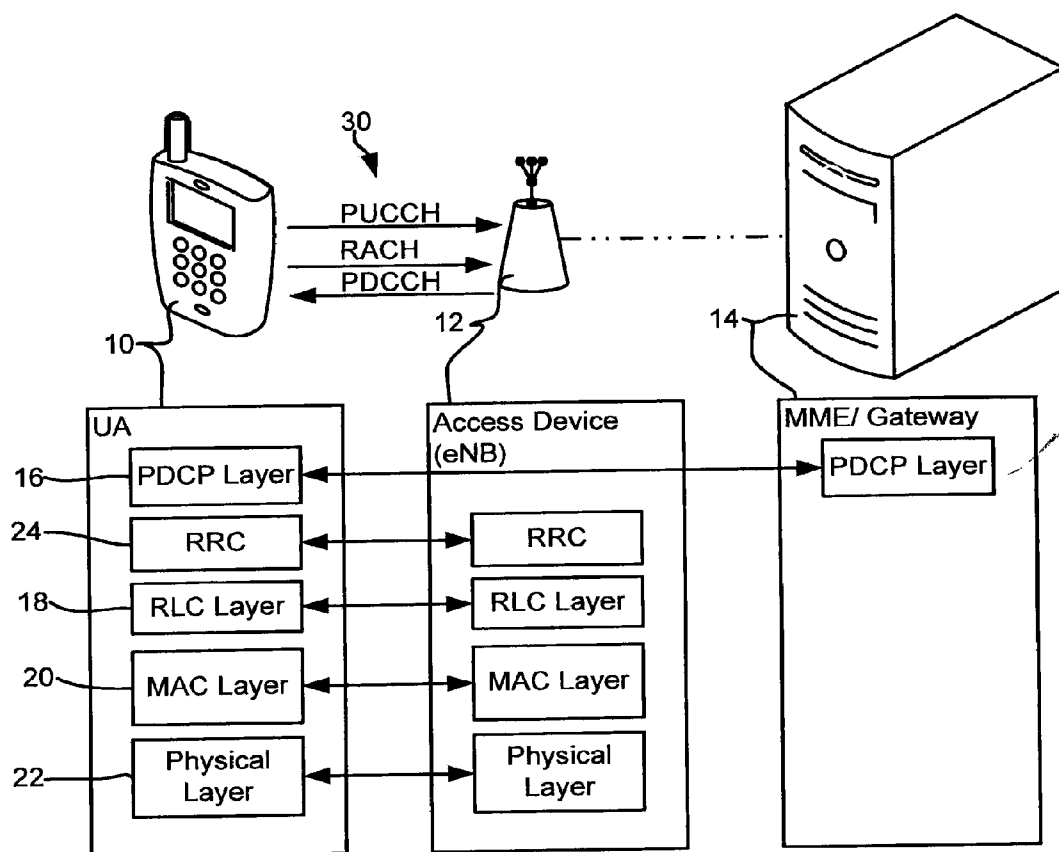 30
PUCCH
RACH
PDCCH
10
12
14
UA
Access Device
(eNB)
MME/ Gateway
16
PDCP Layer
PDCP Layer
24
RRC
RRC
18
RLC Layer
RLC Layer
20
MAC Layer
MAC Layer
22
Physical
Layer
Physical
Layer